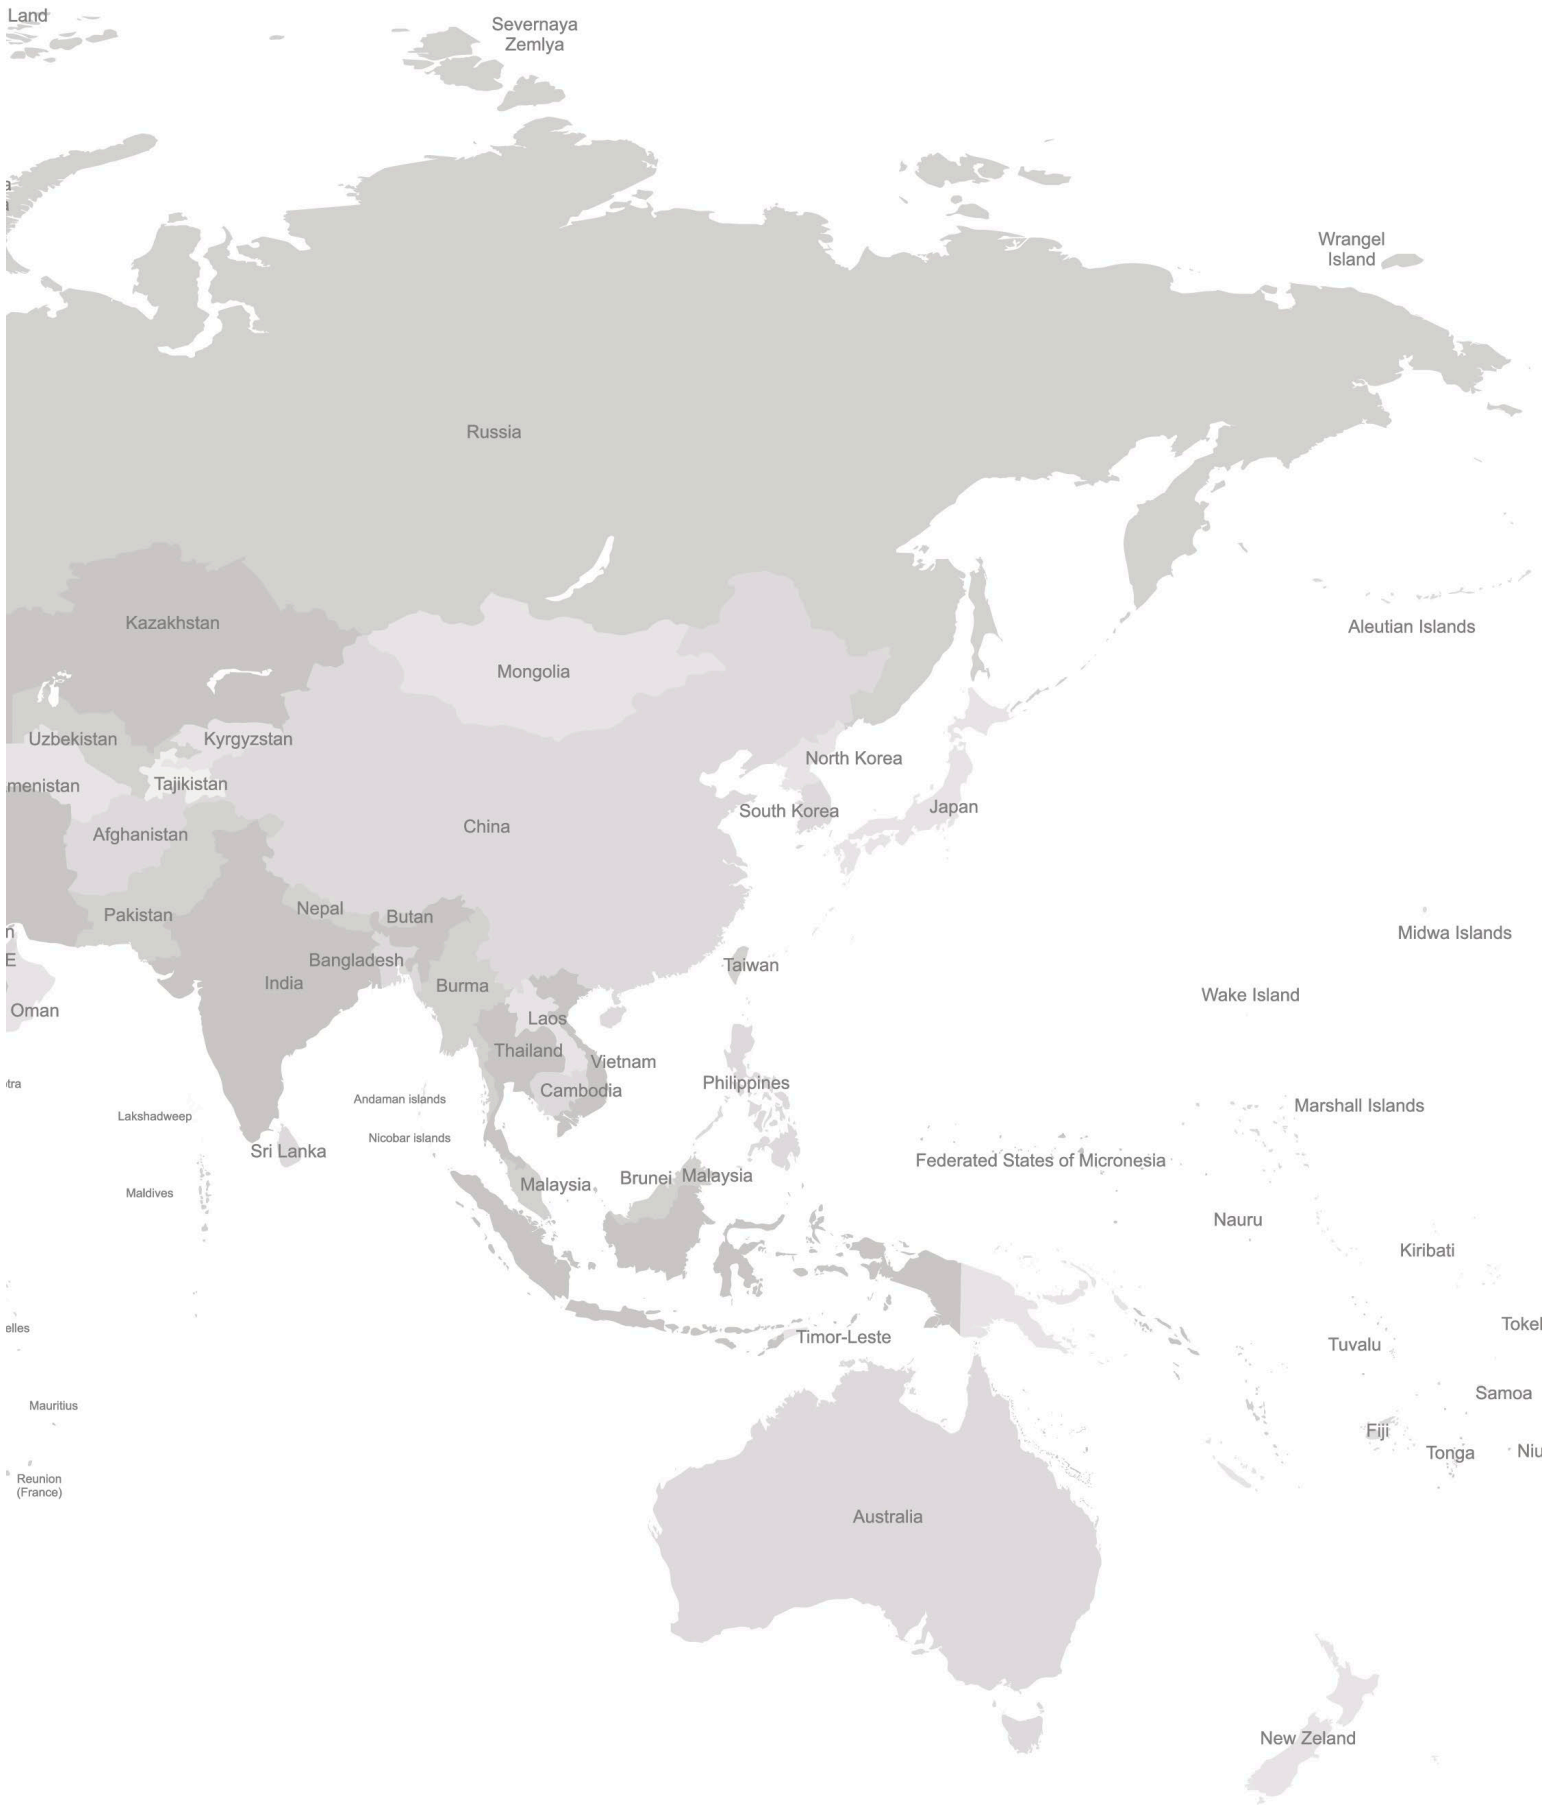 Land
Severnaya
Zemlya
a
a
Wrangel
Island
Russia
Kazakhstan
Aleutian Islands
Mongolia
Uzbekistan
Kyrgyzstan
North Korea
menistan
Tajikistan
South Korea
Japan
Afghanistan
China
Pakistan
Nepal
Butan
n
Midwa Islands
E
Bangladesh
Taiwan
India
Burma
Wake Island
Oman
Laos
Thailand
Vietnam
tra
Philippines
Cambodia
Andaman islands
Marshall Islands
Lakshadweep
Nicobar islands
Sri Lanka
Federated States of Micronesia
Brunei
Malaysia
Malaysia
Maldives
Nauru
Kiribati
elles
Timor-Leste
Tokel
Tuvalu
Samoa
Mauritius
Fiji
Tonga
Niu
Reunion
(France)
Australia
New Zeland